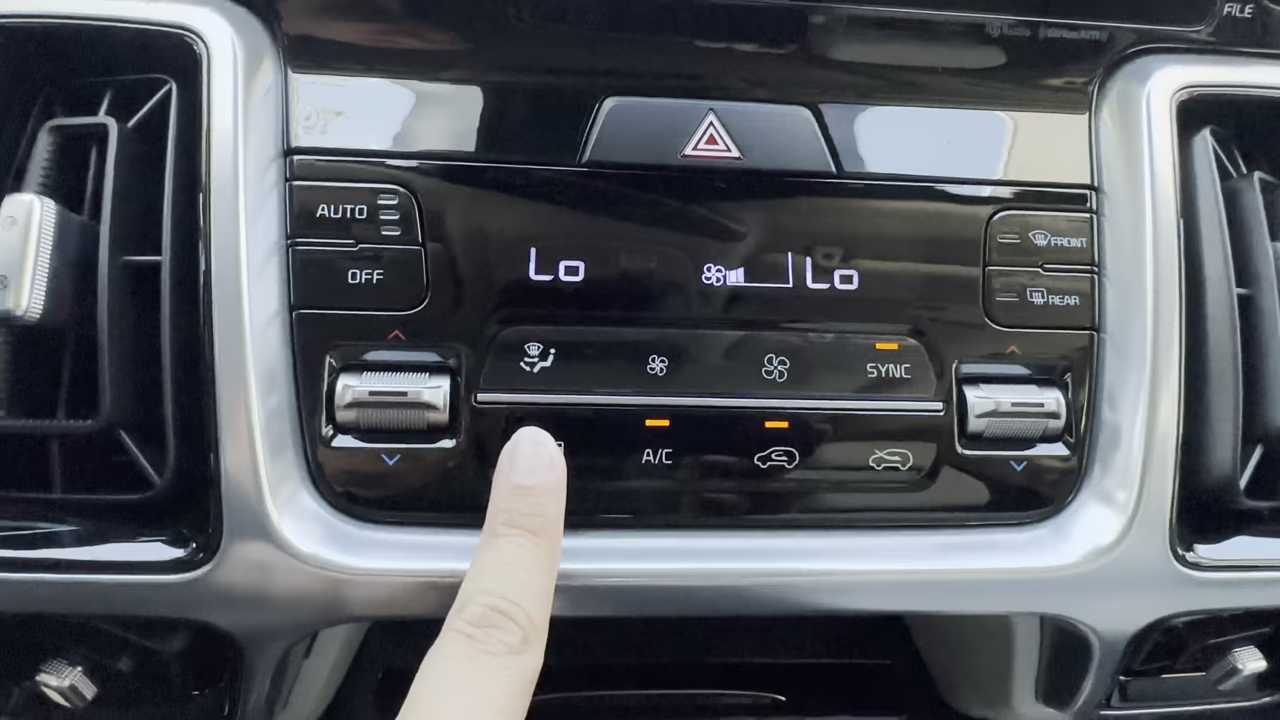 FILE
AUTO
OFF
Lo
Lo
FRONT
REAR
SYNC
A/C